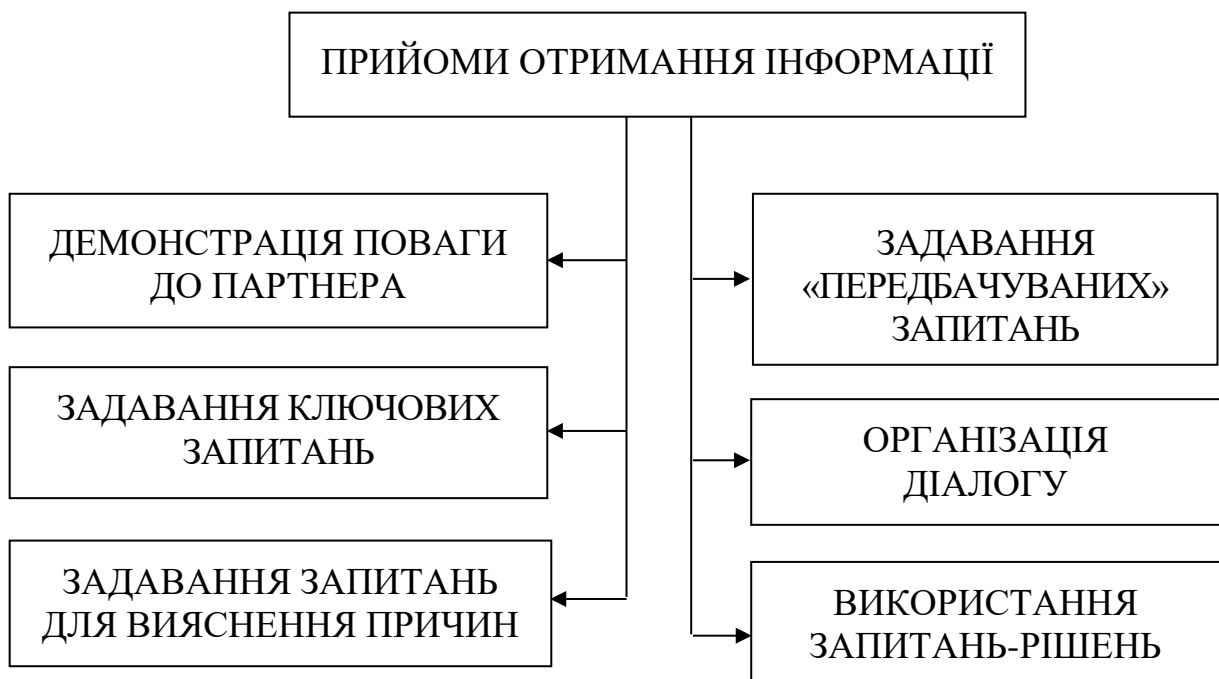 ПРИЙОМИ ОТРИМАННЯ ІНФОРМАЦІЇ
ДЕМОНСТРАЦІЯ ПОВАГИ
ДО ПАРТНЕРА
ЗАДАВАННЯ КЛЮЧОВИХ
ЗАПИТАНЬ
ЗАДАВАННЯ ЗАПИТАНЬ
ДЛЯ ВИЯСНЕННЯ ПРИЧИН
ЗАДАВАННЯ
«ПЕРЕДБАЧУВАНИХ»
ЗАПИТАНЬ
ОРГАНІЗАЦІЯ
ДІАЛОГУ
ВИКОРИСТАННЯ
ЗАПИТАНЬ-РІШЕНЬ